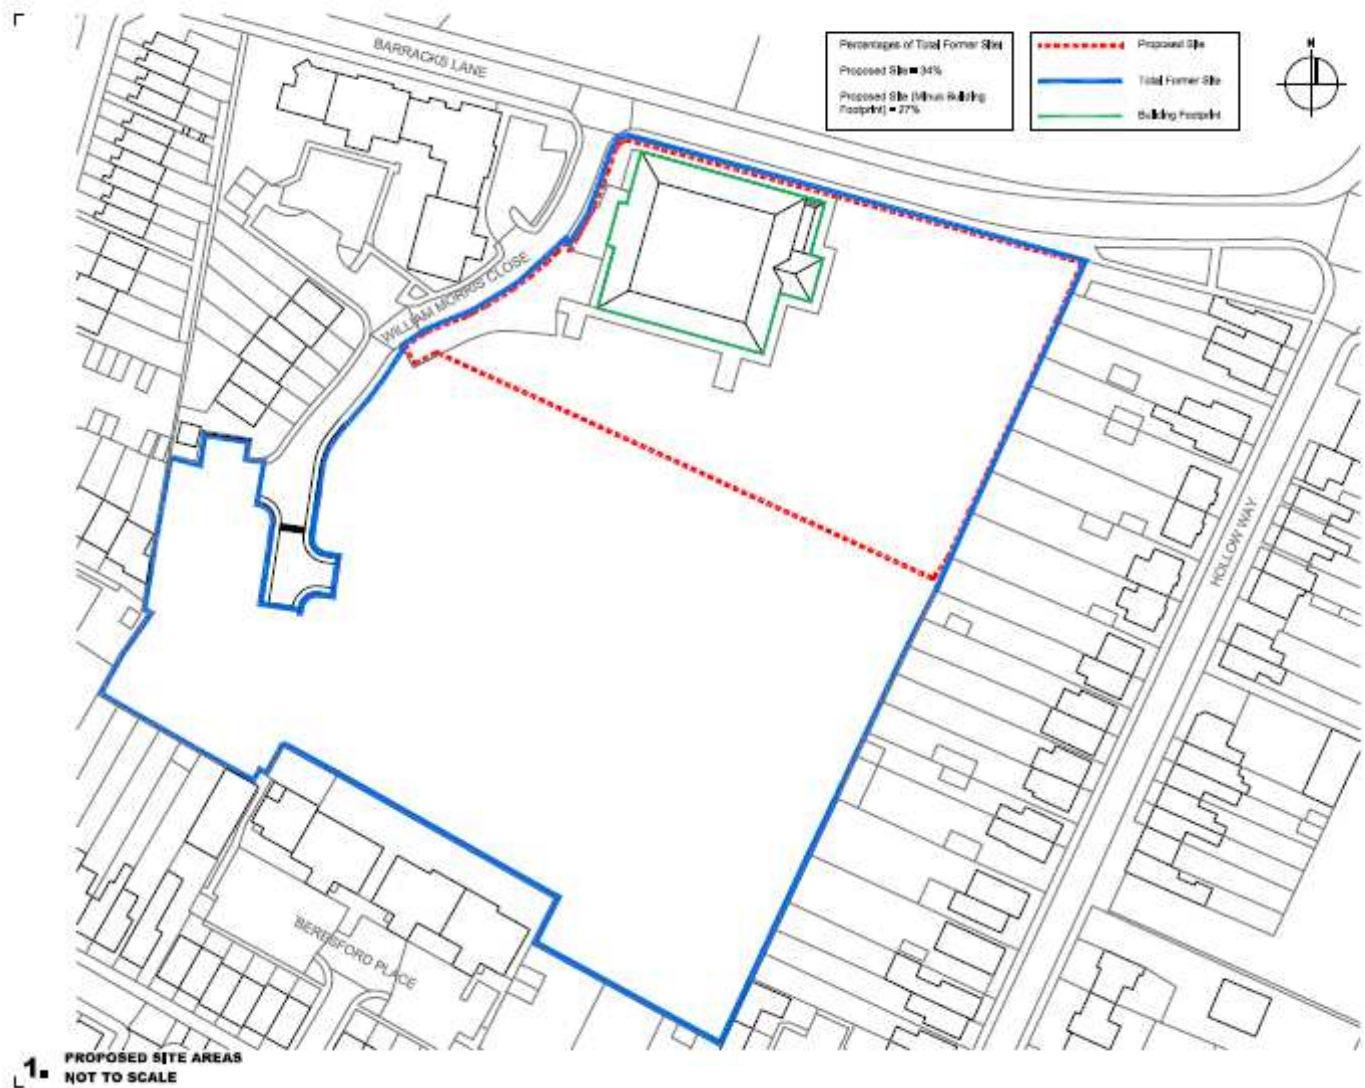 BARRACKS LANE
Percentages of Total Former Site:
Proposed Site = 34%
Proposed Site (Minus Building
Footprint) = 27%
Proposed Site
Total Former Site
Building Footprint
N
WILLIAM MORRIS CLOSE
HOLLOW WAY
BERESFORD PLACE
1. PROPOSED SITE AREAS
NOT TO SCALE